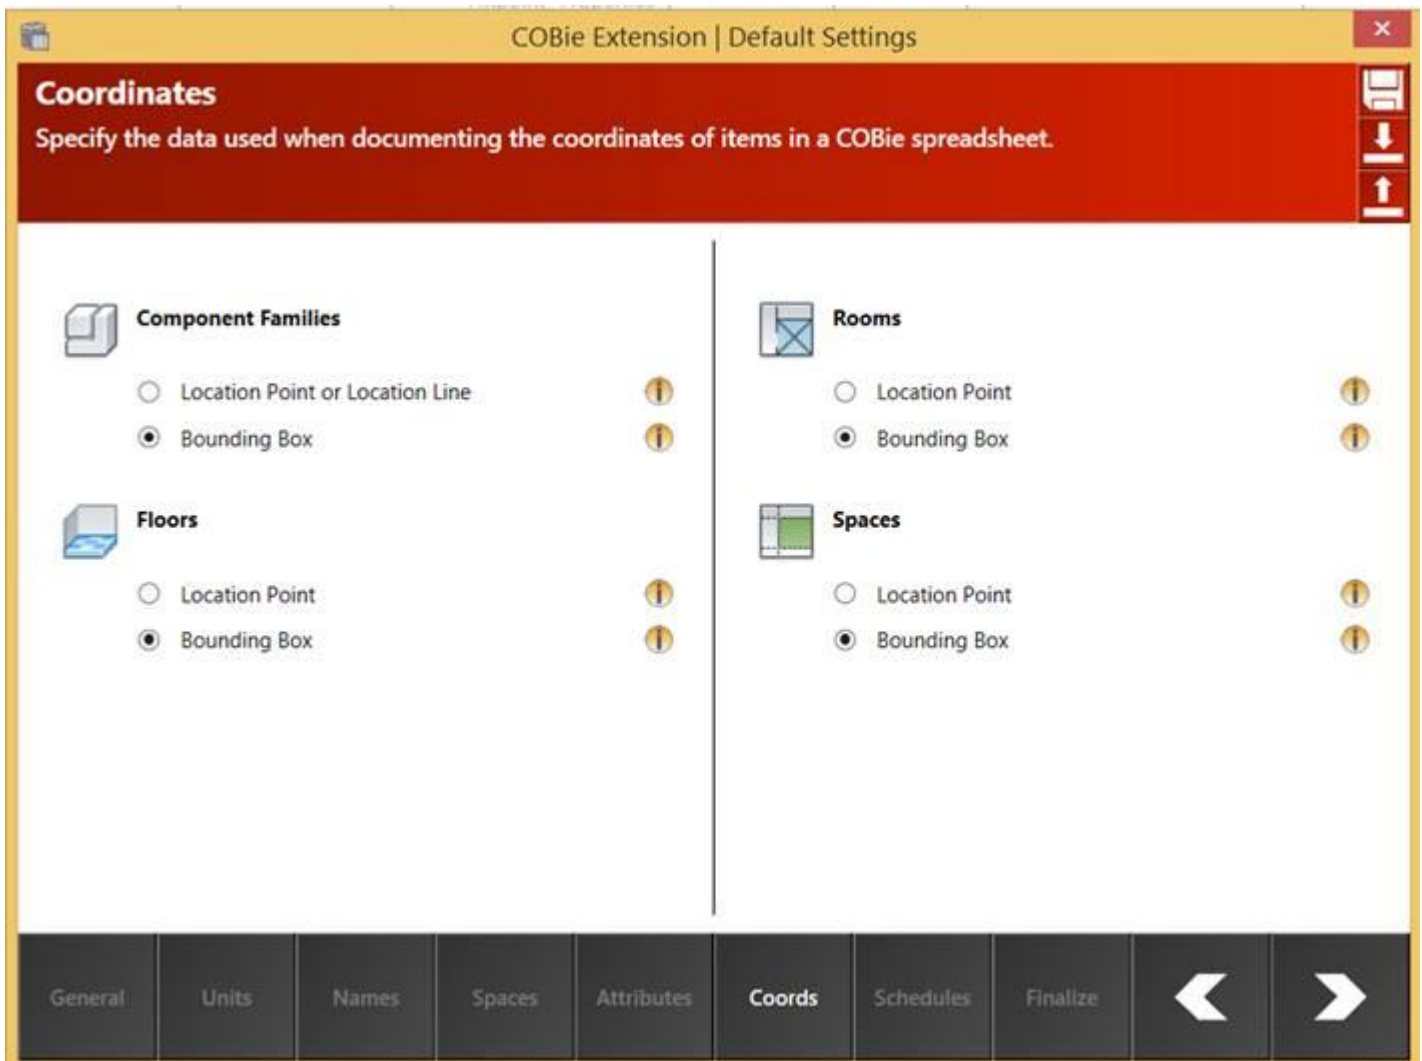 COBie Extension | Default Settings
Coordinates
Specify the data used when documenting the coordinates of items in a COBie spreadsheet.
Component Families
Location Point or Location Line
Bounding Box
Floors
Location Point
Bounding Box
Rooms
Location Point
Bounding Box
Spaces
Location Point
Bounding Box
General Units Names Spaces Attributes Coords Schedules Finalize